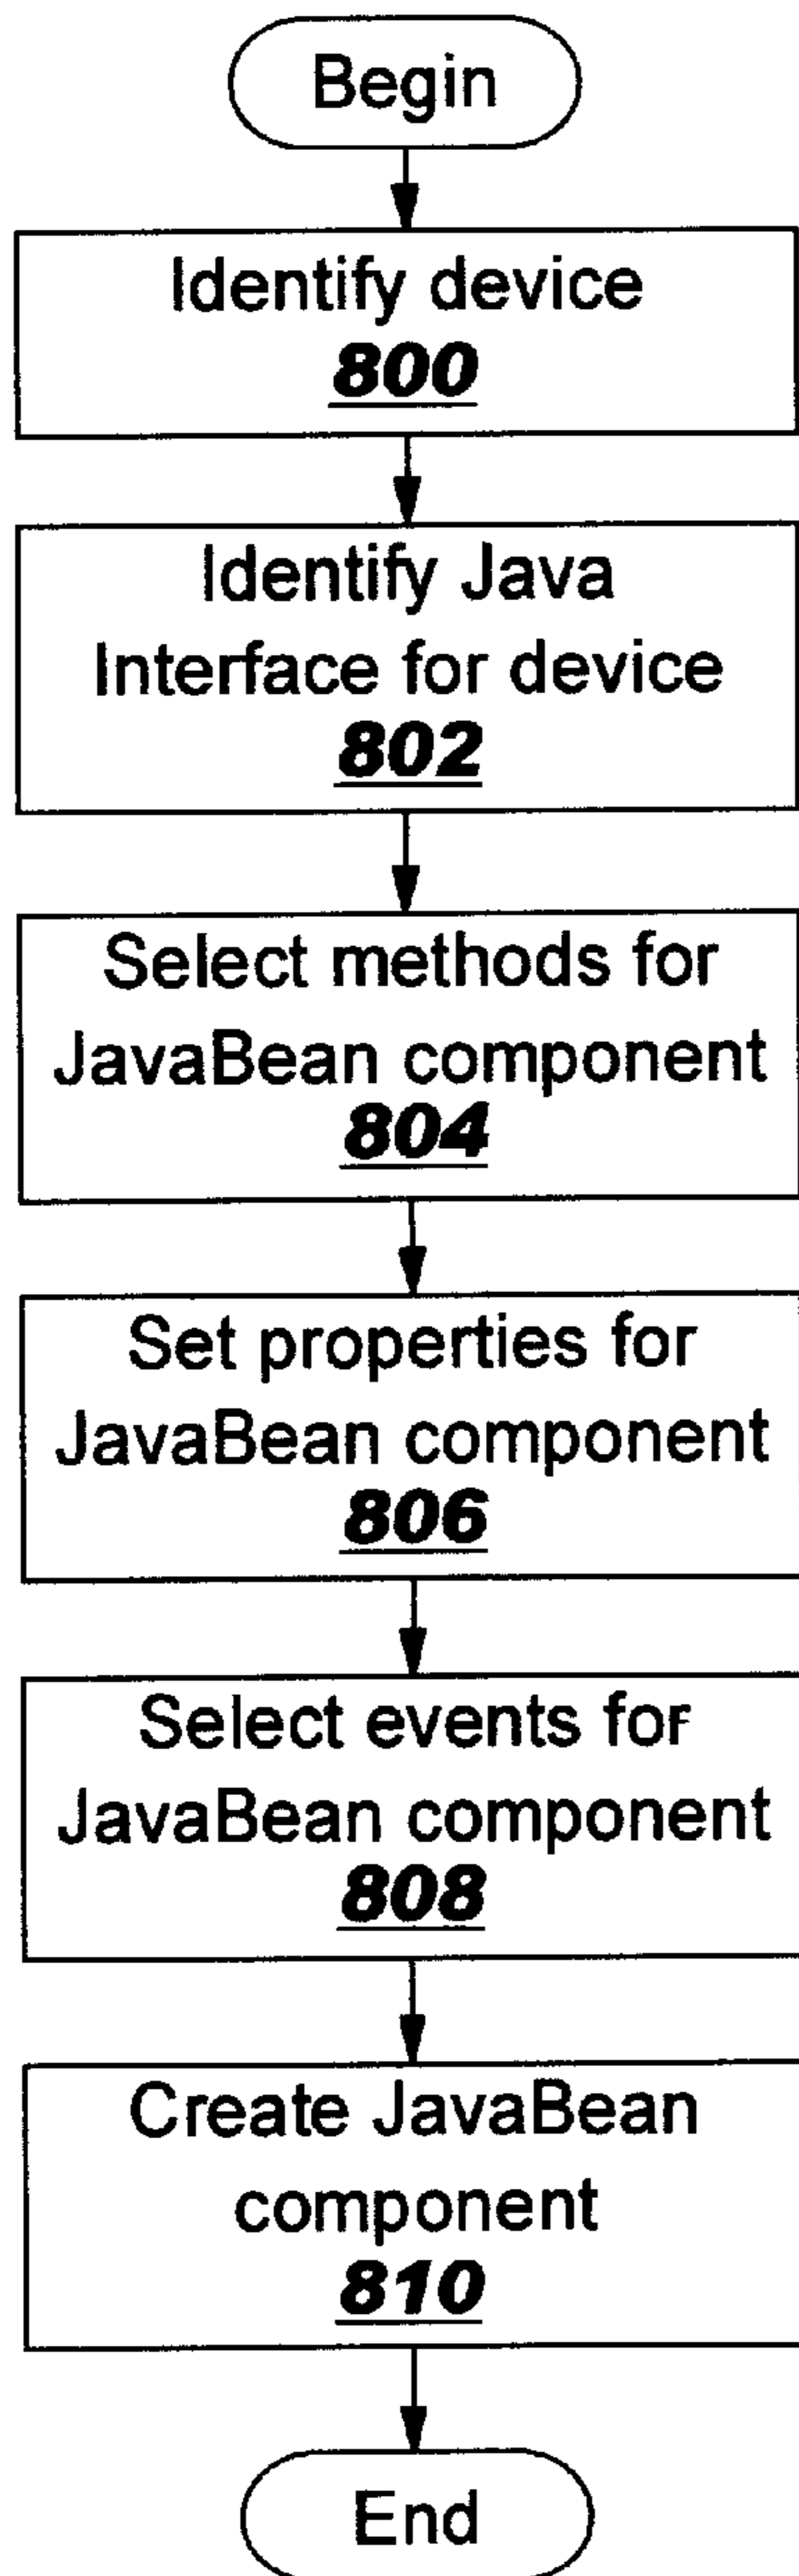 Begin
Identify device
800
Identify Java
Interface for device
802
Select methods for
JavaBean component
804
Set properties for
JavaBean component
806
Select events for
JavaBean component
808
Create JavaBean
component
810
End